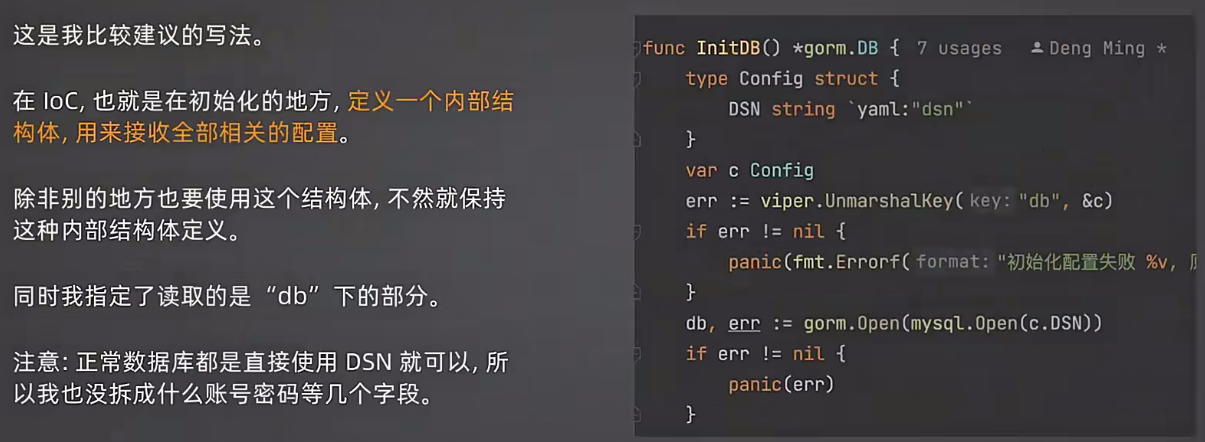 这是我比较建议的写法。
在 IoC, 也就是在初始化的地方, 定义一个内部结
构体, 用来接收全部相关的配置。
除非别的地方也要使用这个结构体, 不然就保持
这种内部结构体定义。
同时我指定了读取的是 “db” 下的部分。
注意: 正常数据库都是直接使用 DSN 就可以, 所
以我也没拆成什么账号密码等几个字段。
func InitDB() *gorm.DB { 7 usages Deng Ming *
type Config struct {
DSN string `yaml:"dsn"`
}
var c Config
err := viper.UnmarshalKey( key: "db", &c)
if err != nil {
panic(fmt.Errorf( format: "初始化配置失败 %v,
}
db, err := gorm.Open(mysql.Open(c.DSN))
if err != nil {
panic(err)
}